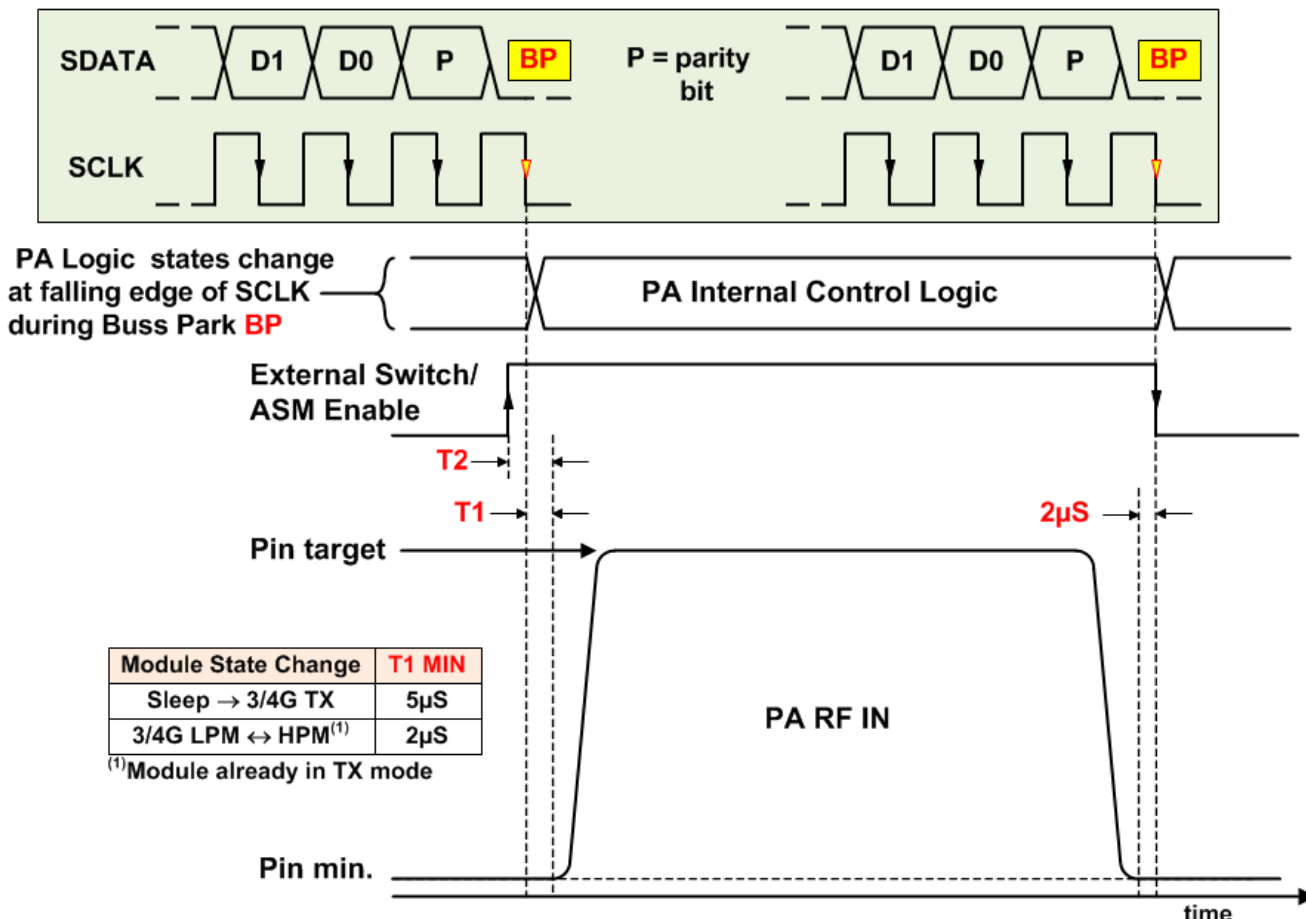 SDATA D1 D0 P BP P = parity bit D1 D0 P BP
SCLK
PA Logic states change
at falling edge of SCLK
during Buss Park BP
PA Internal Control Logic
External Switch/
ASM Enable
T2
T1
2µS
Pin target
Module State Change T1 MIN
Sleep → 3/4G TX 5µS
3/4G LPM ↔ HPM(1) 2µS
(1)Module already in TX mode
PA RF IN
Pin min.
time